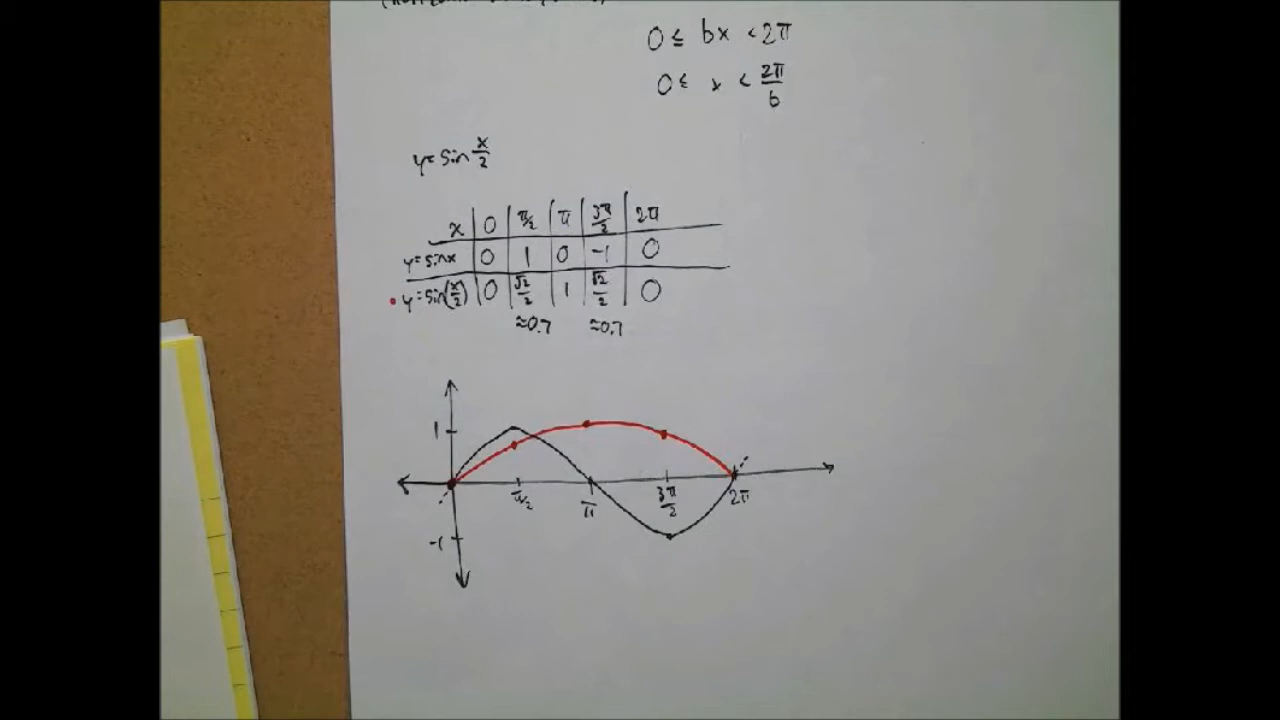 0 ≤ bx < 2π
0 ≤ x < 2π/b
y = sin x/2
x | 0 | π/2 | π | 3π/2 | 2π
y = sin x | 0 | 1 | 0 | -1 | 0
y = sin(x/2) | 0 | √2/2 | 1 | √2/2 | 0
≈0.7 ≈0.7
1
π/2 π 3π/2 2π
-1